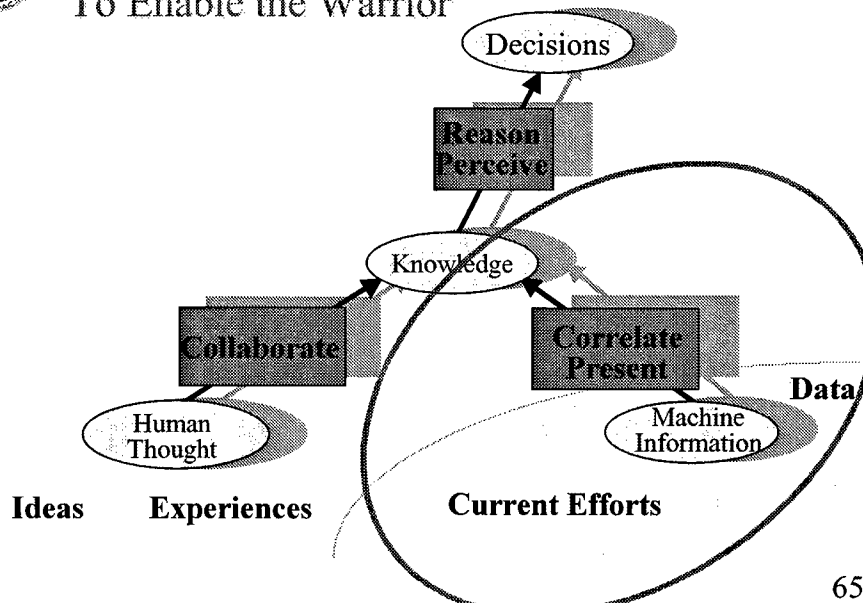 To Enable the Warrior
Decisions
Reason
Perceive
Knowledge
Collaborate
Correlate
Present
Data
Human
Thought
Machine
Information
Ideas
Experiences
Current Efforts
65